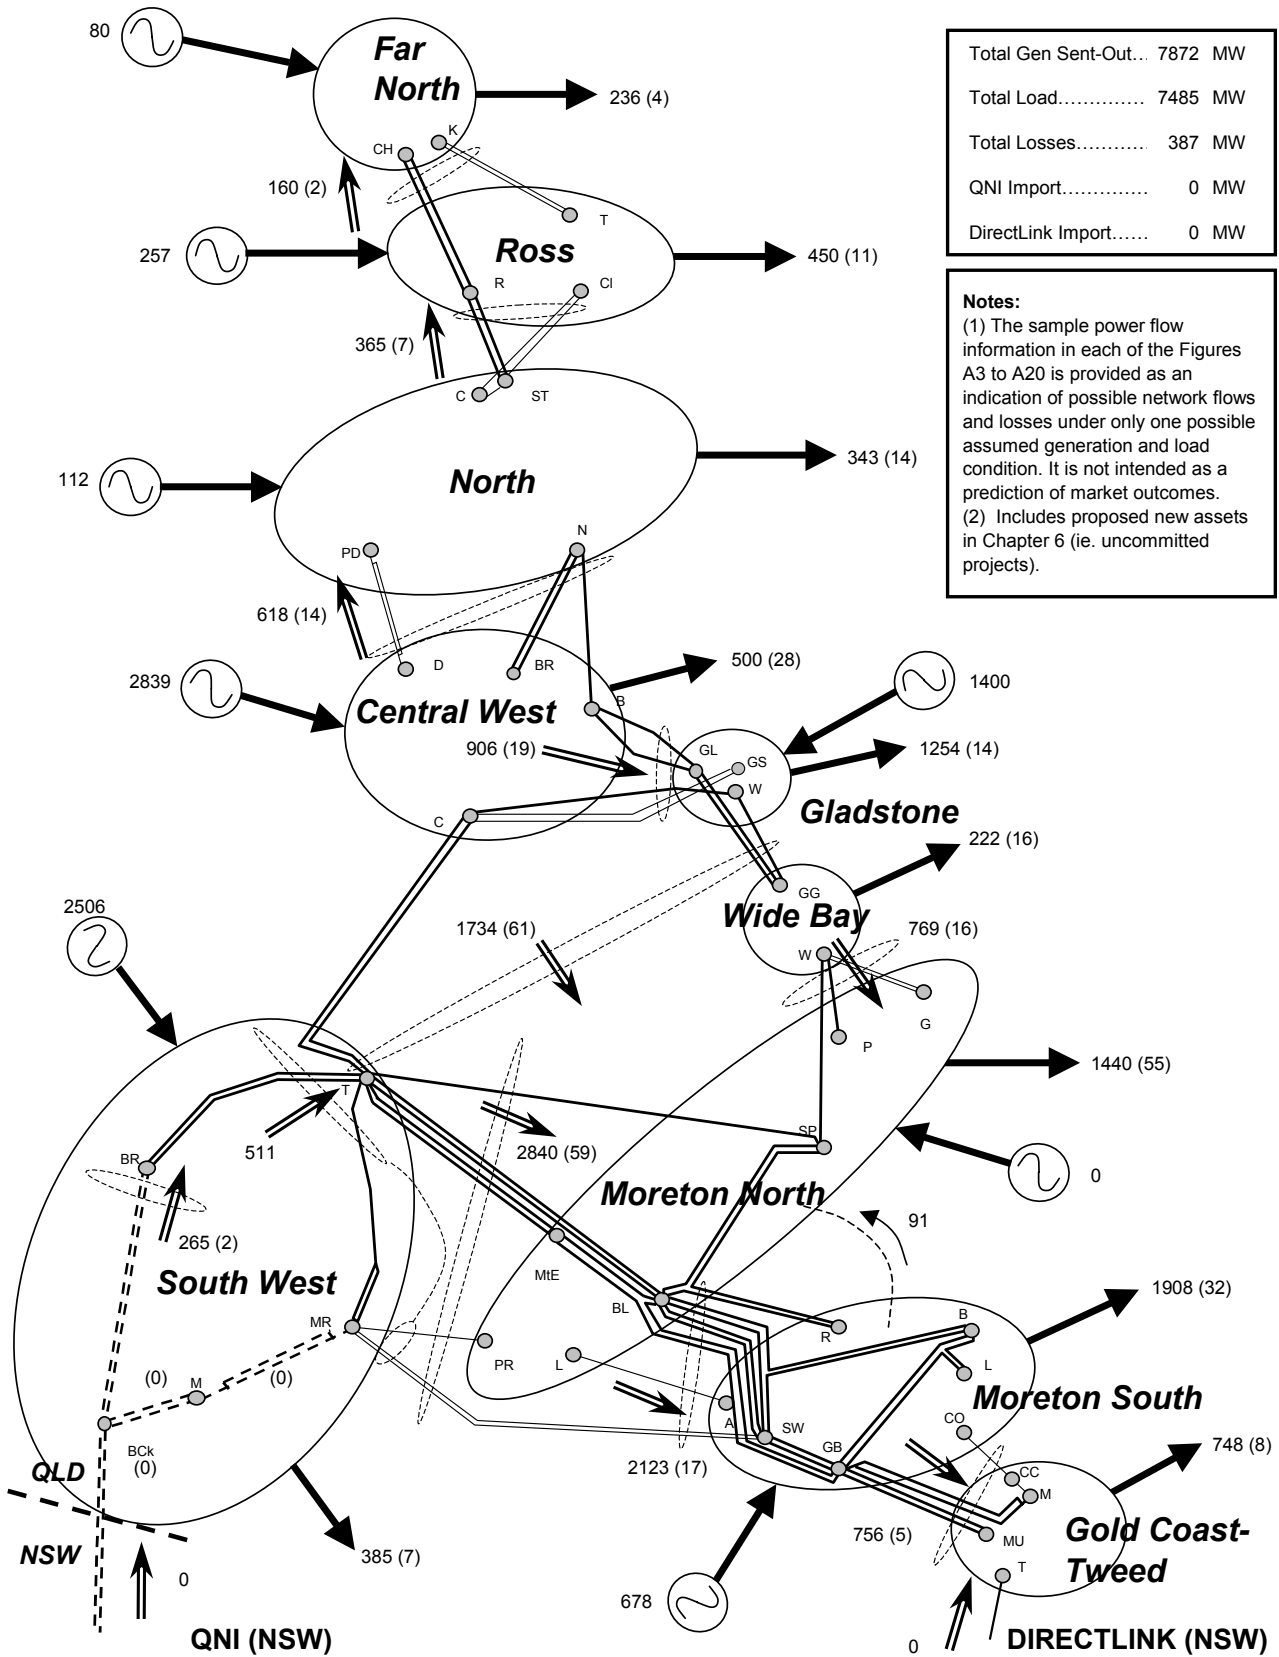 80
Far
North
236 (4)
K
CH
160 (2)
T
257
Ross
450 (11)
R
Cl
365 (7)
C
ST
112
North
343 (14)
N
PD
618 (14)
D
BR
2839
500 (28)
1400
B
Central West
906 (19)
GL
GS
1254 (14)
W
C
Gladstone
222 (16)
GG
Wide Bay
2506
1734 (61)
769 (16)
W
G
P
1440 (55)
T
SP
511
2840 (59)
BR
0
Moreton North
91
265 (2)
South West
MtE
1908 (32)
BL
B
MR
R
PR
L
L
(0)
M
(0)
Moreton South
A
CO
SW
GB
BCk
(0)
2123 (17)
748 (8)
CC
M
QLD
756 (5)
MU
Gold Coast-
Tweed
NSW
385 (7)
T
0
678
0
QNI (NSW)
DIRECTLINK (NSW)
Total Gen Sent-Out... 7872 MW
Total Load.............. 7485 MW
Total Losses............ 387 MW
QNI Import.............. 0 MW
DirectLink Import...... 0 MW
Notes:
(1) The sample power flow
information in each of the Figures
A3 to A20 is provided as an
indication of possible network flows
and losses under only one possible
assumed generation and load
condition. It is not intended as a
prediction of market outcomes.
(2) Includes proposed new assets
in Chapter 6 (ie. uncommitted
projects).